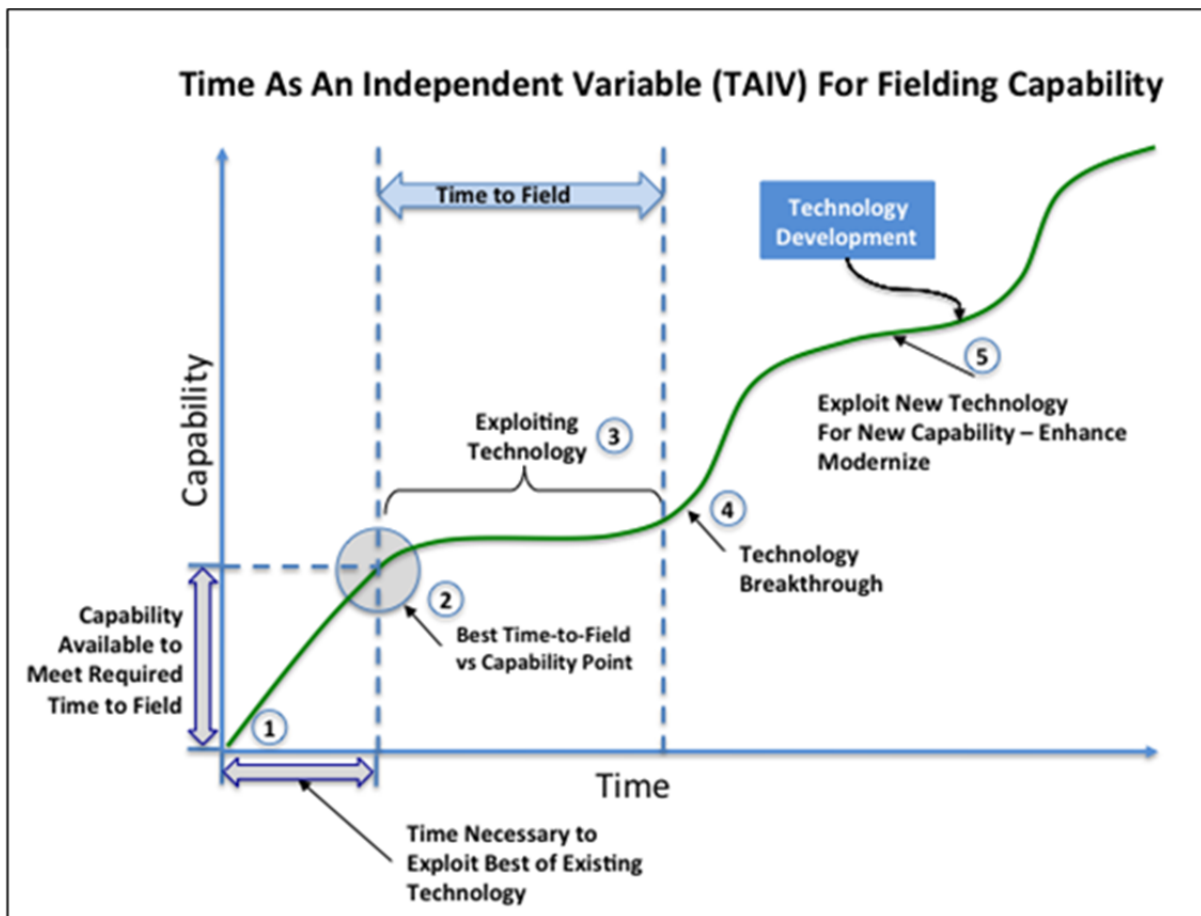 Time As An Independent Variable (TAIV) For Fielding Capability
Time to Field
Technology
Development
Capability
Exploiting
Technology
3
5
Exploit New Technology
For New Capability – Enhance
Modernize
4
Technology
Breakthrough
2
Best Time-to-Field
vs Capability Point
Capability
Available to
Meet Required
Time to Field
1
Time
Time Necessary to
Exploit Best of Existing
Technology